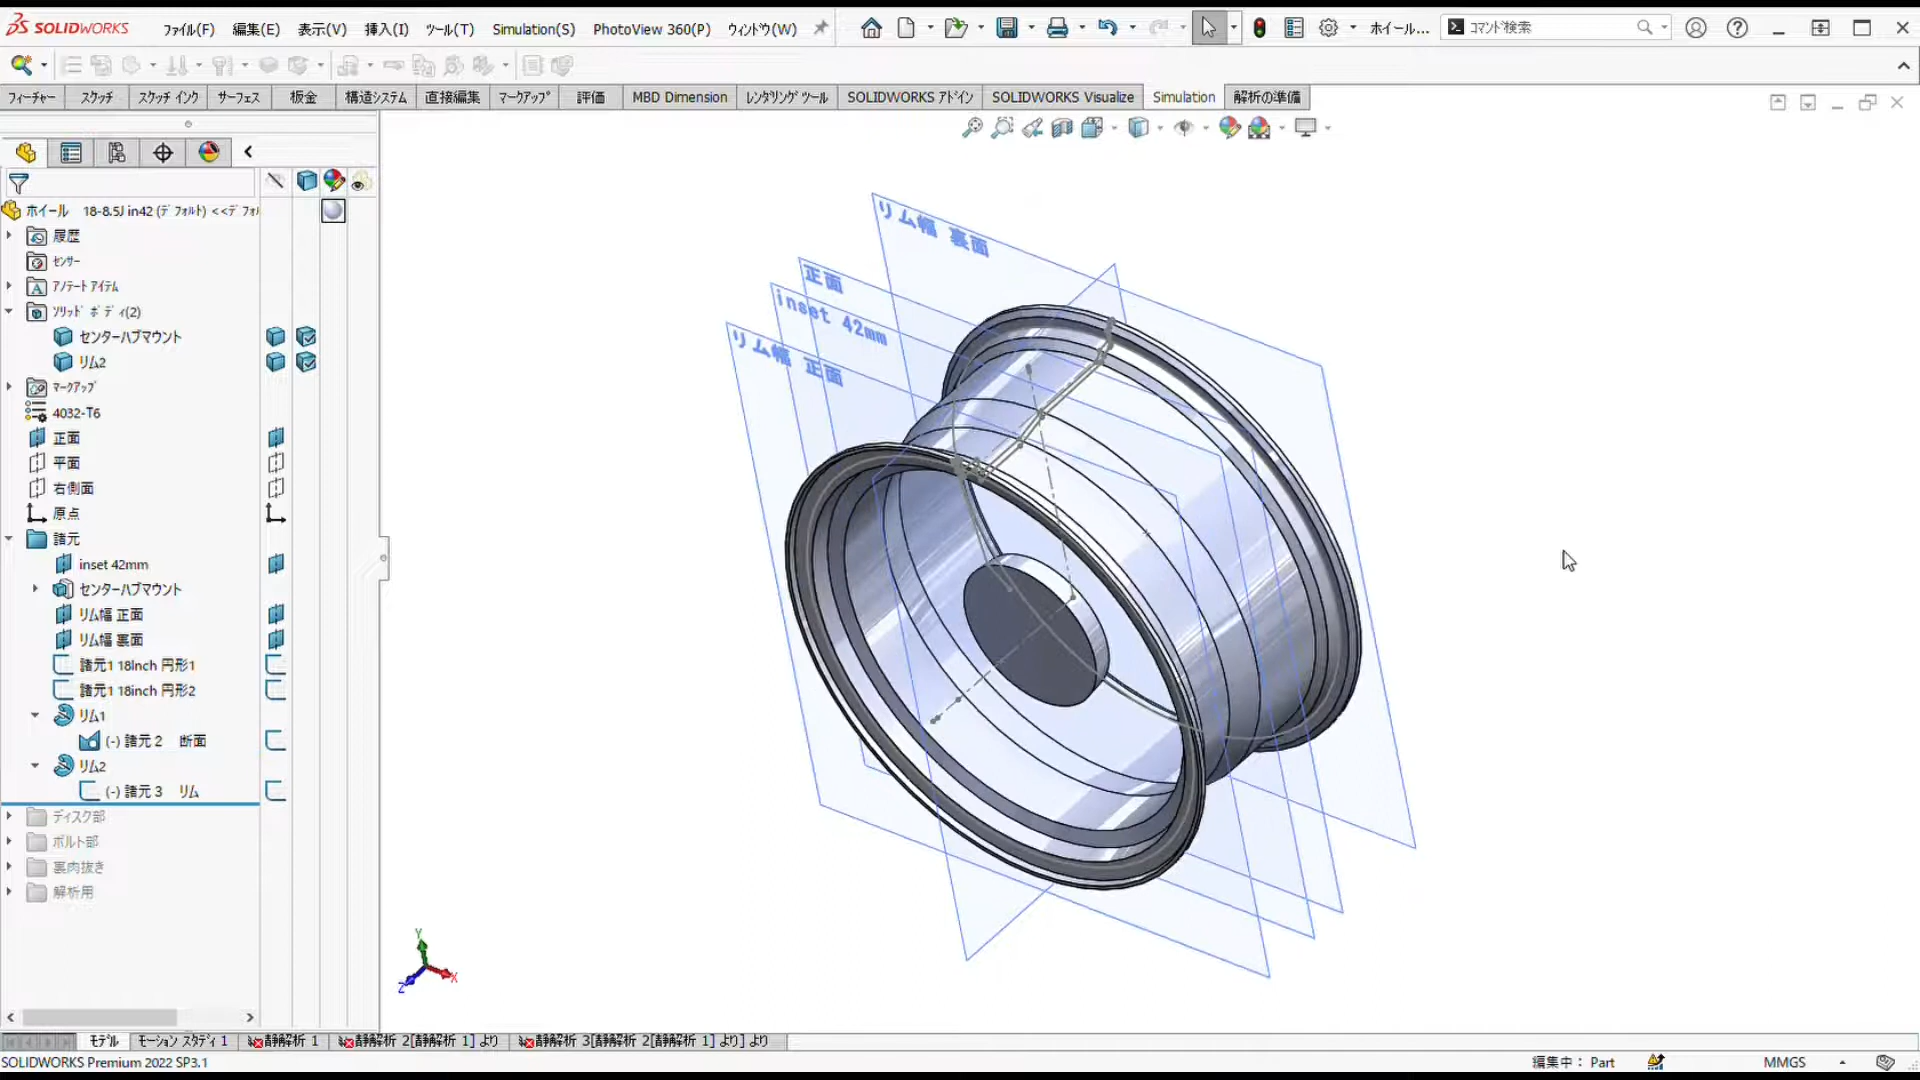 SOLIDWORKS ファイル(F) 編集(E) 表示(V) 挿入(I) ツール(T) Simulation(S) PhotoView 360(P) ウィンドウ(W) ホイール... コマンド検索
フィーチャー スケッチ スケッチ インク サーフェス 板金 構造システム 直接編集 マークアップ 評価 MBD Dimension レンダリング ツール SOLIDWORKS アドイン SOLIDWORKS Visualize Simulation 解析の準備
ホイール 18-8.5J in42 (デフォルト) <<デフォル
履歴
センサー
アノテート アイテム
ソリッド ボディ(2)
センターハブマウント
リム2
マークアップ
4032-T6
正面
平面
右側面
原点
諸元
inset 42mm
センターハブマウント
リム幅 正面
リム幅 裏面
諸元1 18Inch 円形1
諸元1 18inch 円形2
リム1
(-) 諸元２ 断面
リム2
(-) 諸元３ リム
ディスク部
ボルト部
裏肉抜き
解析用
リム幅 裏面
正面
inset 42mm
リム幅 正面
Y
X
Z
モデル モーション スタディ 1 静解析 1 静解析 2[静解析 1] より 静解析 3[静解析 2[静解析 1] より] より
SOLIDWORKS Premium 2022 SP3.1 編集中： Part MMGS